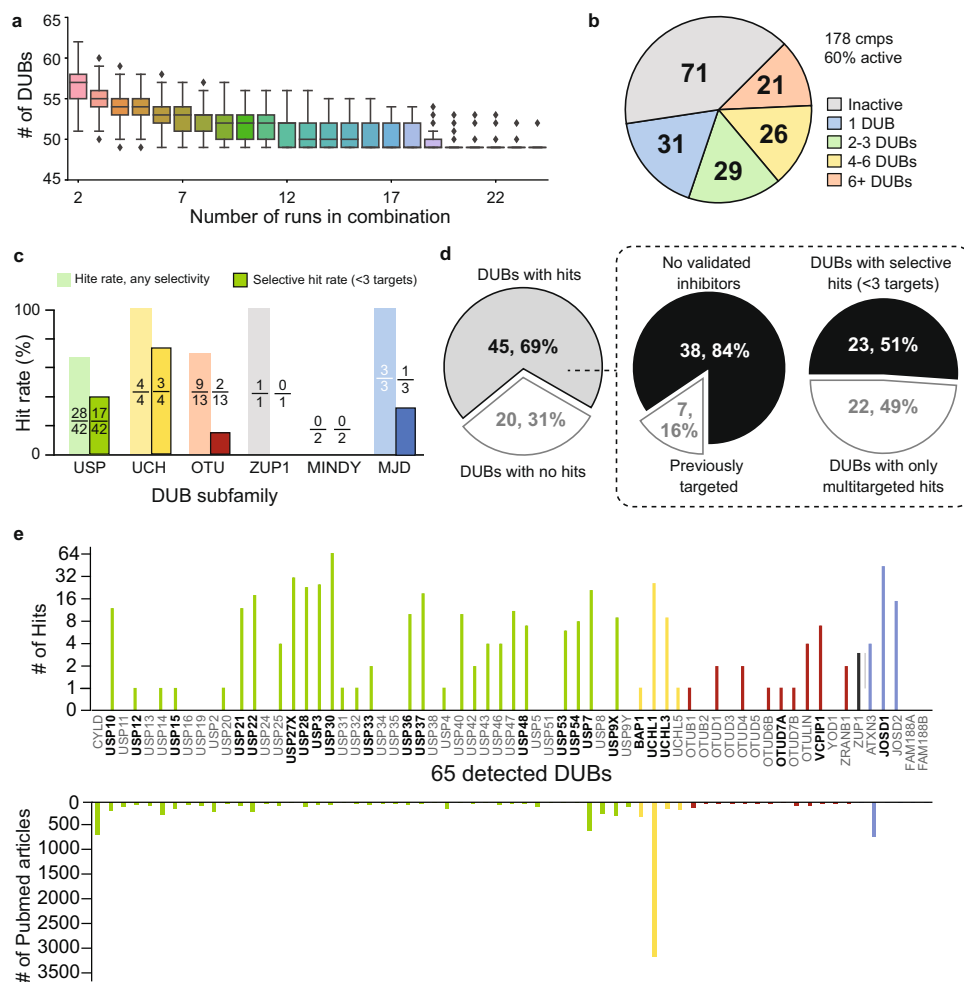 a
# of DUBs
65
60
55
50
45
2
7
12
17
22
Number of runs in combination
b
178 cmps
60% active
71
21
26
29
31
Inactive
1 DUB
2-3 DUBs
4-6 DUBs
6+ DUBs
c
Hite rate, any selectivity
Selective hit rate (<3 targets)
Hit rate (%)
100
0
28
42
17
42
4
4
3
4
9
13
2
13
1
1
0
1
0
2
0
2
3
3
1
3
USP
UCH
OTU
ZUP1
MINDY
MJD
DUB subfamily
d
DUBs with hits
45, 69%
20, 31%
DUBs with no hits
No validated
inhibitors
38, 84%
7,
16%
Previously
targeted
DUBs with selective
hits (<3 targets)
23, 51%
22, 49%
DUBs with only
multitargeted hits
e
# of Hits
64
32
16
8
4
2
1
0
CYLD
USP10
USP11
USP12
USP13
USP14
USP15
USP16
USP19
USP2
USP20
USP21
USP22
USP24
USP25
USP27X
USP28
USP3
USP30
USP31
USP32
USP33
USP34
USP35
USP36
USP37
USP38
USP4
USP40
USP42
USP43
USP46
USP47
USP48
USP5
USP51
USP53
USP54
USP7
USP8
USP9X
USP9Y
BAP1
UCHL1
UCHL3
UCHL5
OTUB1
OTUB2
OTUD1
OTUD3
OTUD4
OTUD5
OTUD6B
OTUD7A
OTUD7B
OTULIN
VCPIP1
YOD1
ZRANB1
ZUP1
ATXN3
JOSD1
JOSD2
FAM188A
FAM188B
65 detected DUBs
# of Pubmed articles
0
500
1000
1500
2000
2500
3000
3500